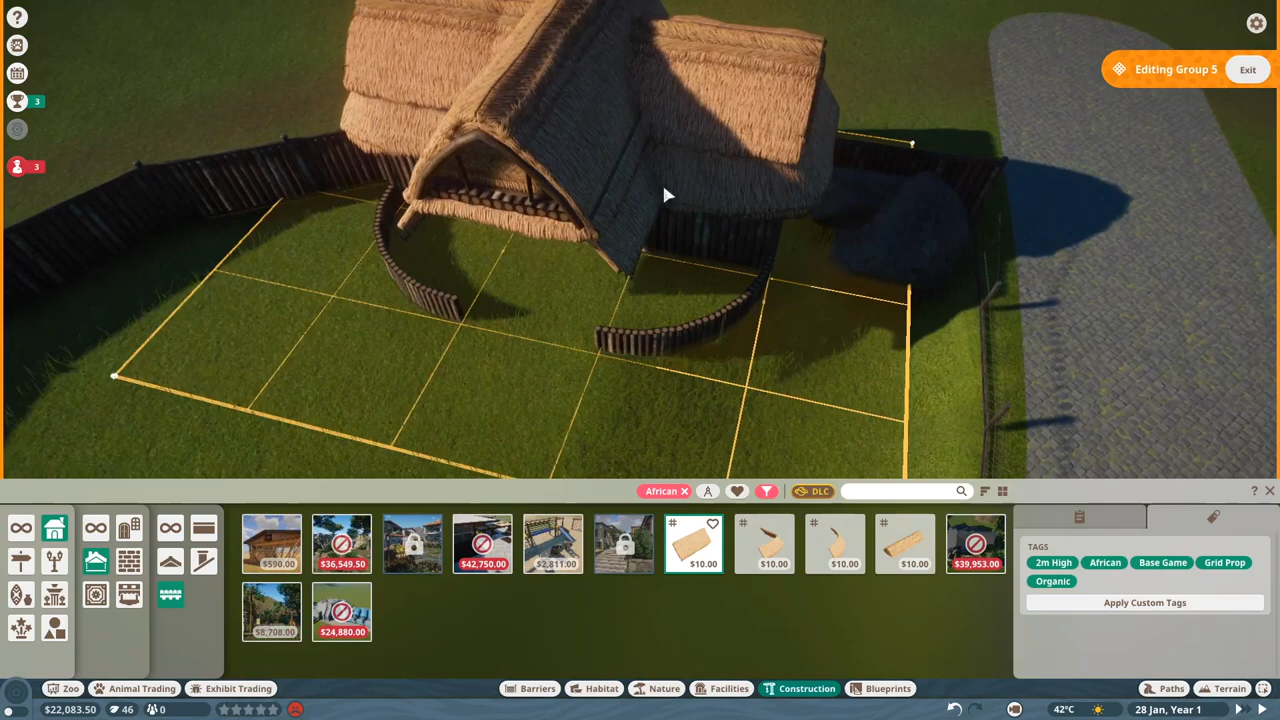 ?
Editing Group 5
Exit
3
3
African ×
DLC
?
$590.00
$36,549.50
$42,750.00
$2,811.00
$10.00
$10.00
$10.00
$10.00
$39,953.00
$8,708.00
$24,880.00
TAGS
2m High
African
Base Game
Grid Prop
Organic
Apply Custom Tags
Zoo
Animal Trading
Exhibit Trading
Barriers
Habitat
Nature
Facilities
Construction
Blueprints
Paths
Terrain
$22,083.50
46
0
42°C
28 Jan, Year 1